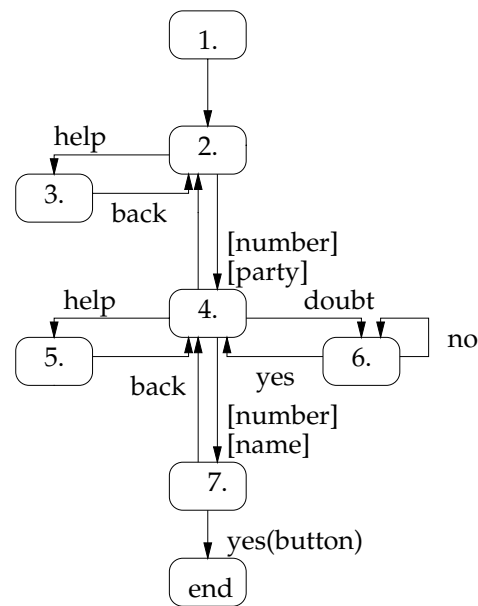 1.
help
2.
3.
back
[number]
[party]
help
4.
doubt
5.
6.
no
back
yes
[number]
[name]
7.
yes(button)
end